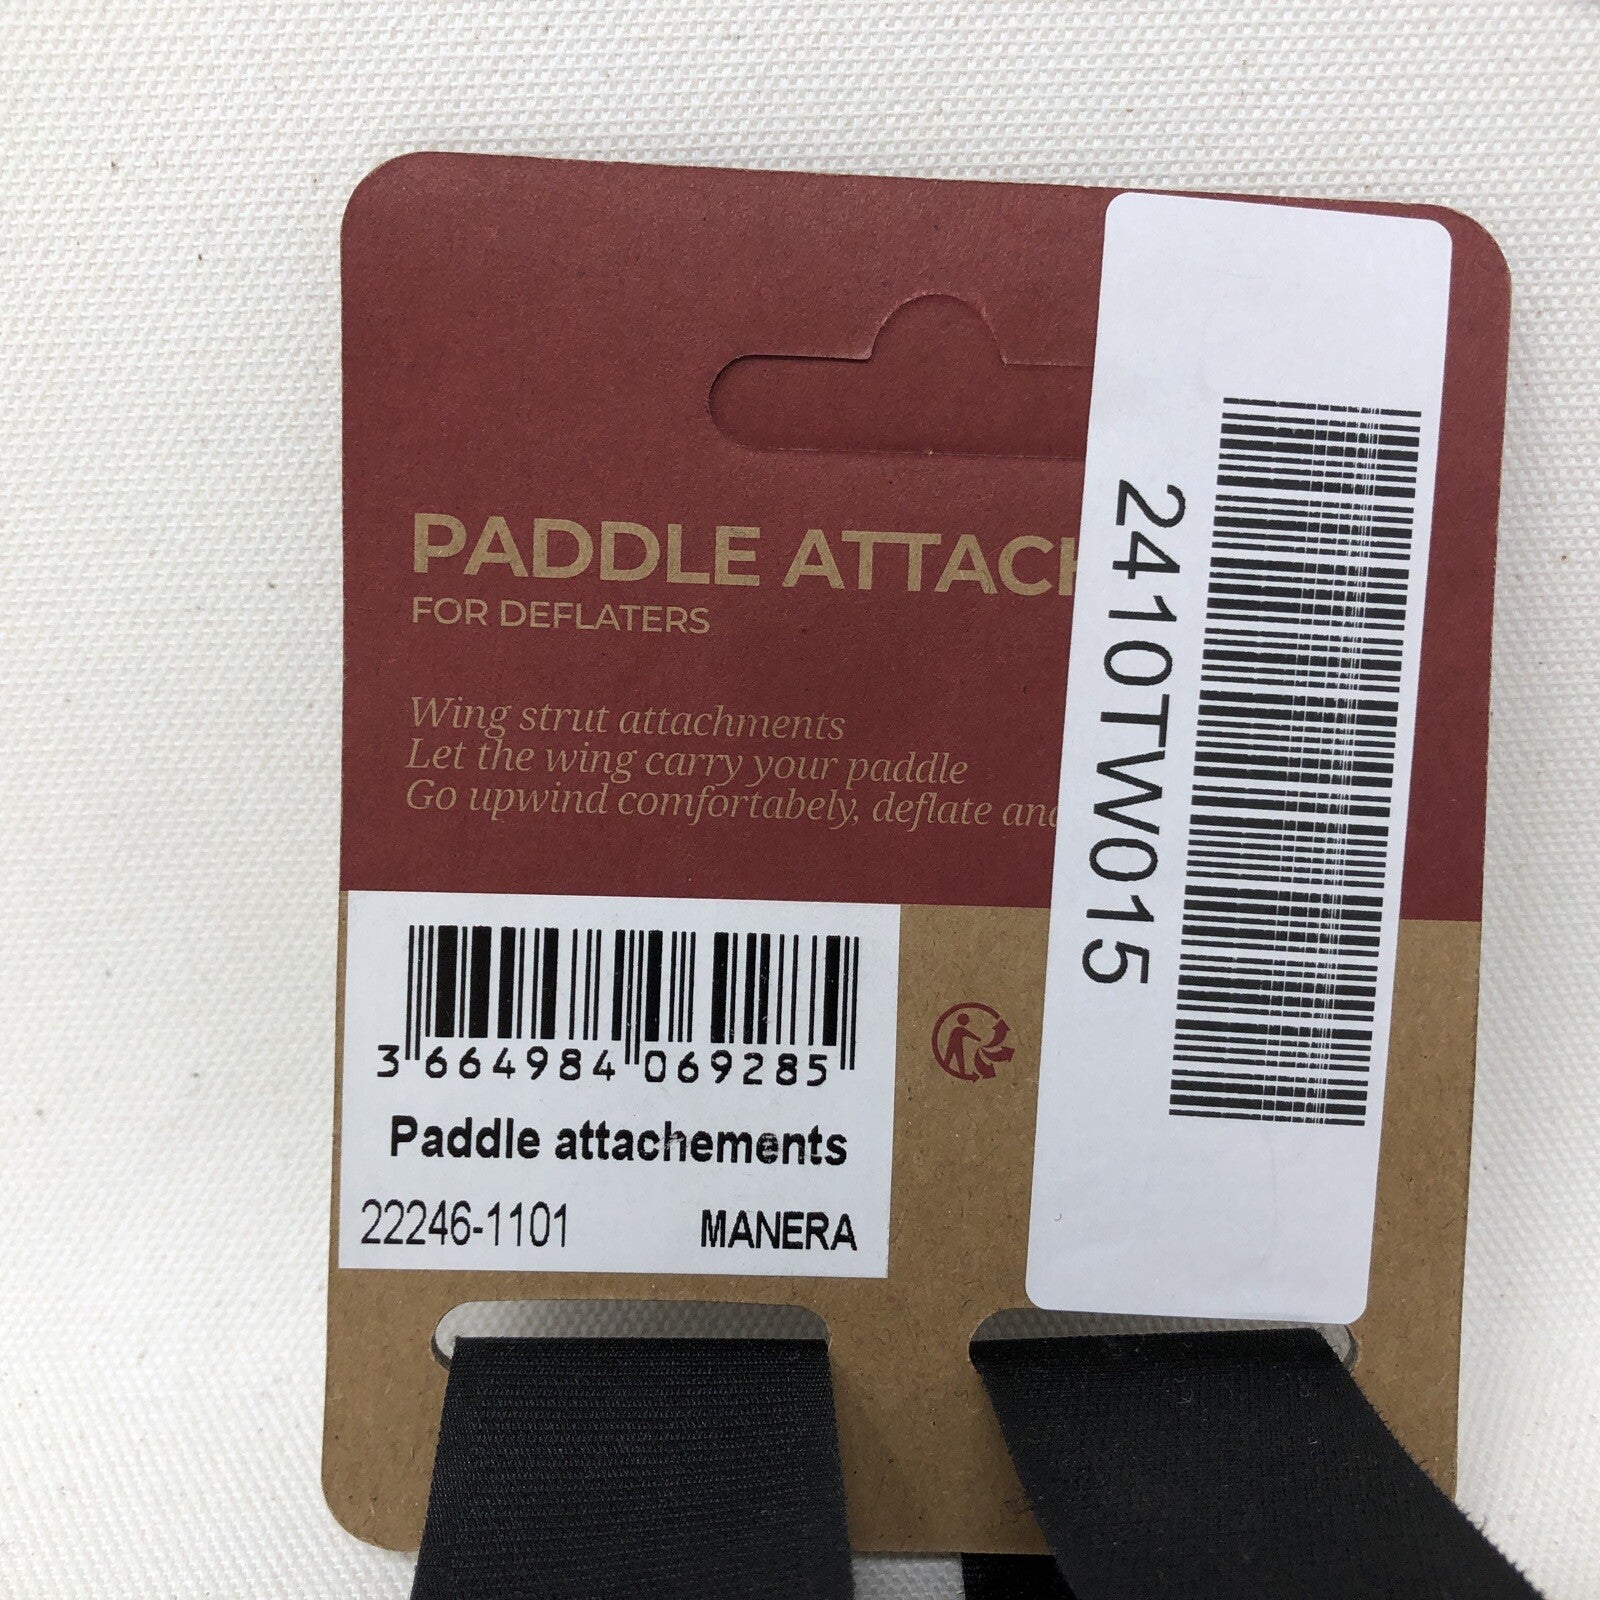 PADDLE ATTACH
FOR DEFLATERS
Wing strut attachments
Let the wing carry your paddle
Go upwind comfortabely, deflate and
3 664984 069285
Paddle attachements
22246-1101 MANERA
2410TW015